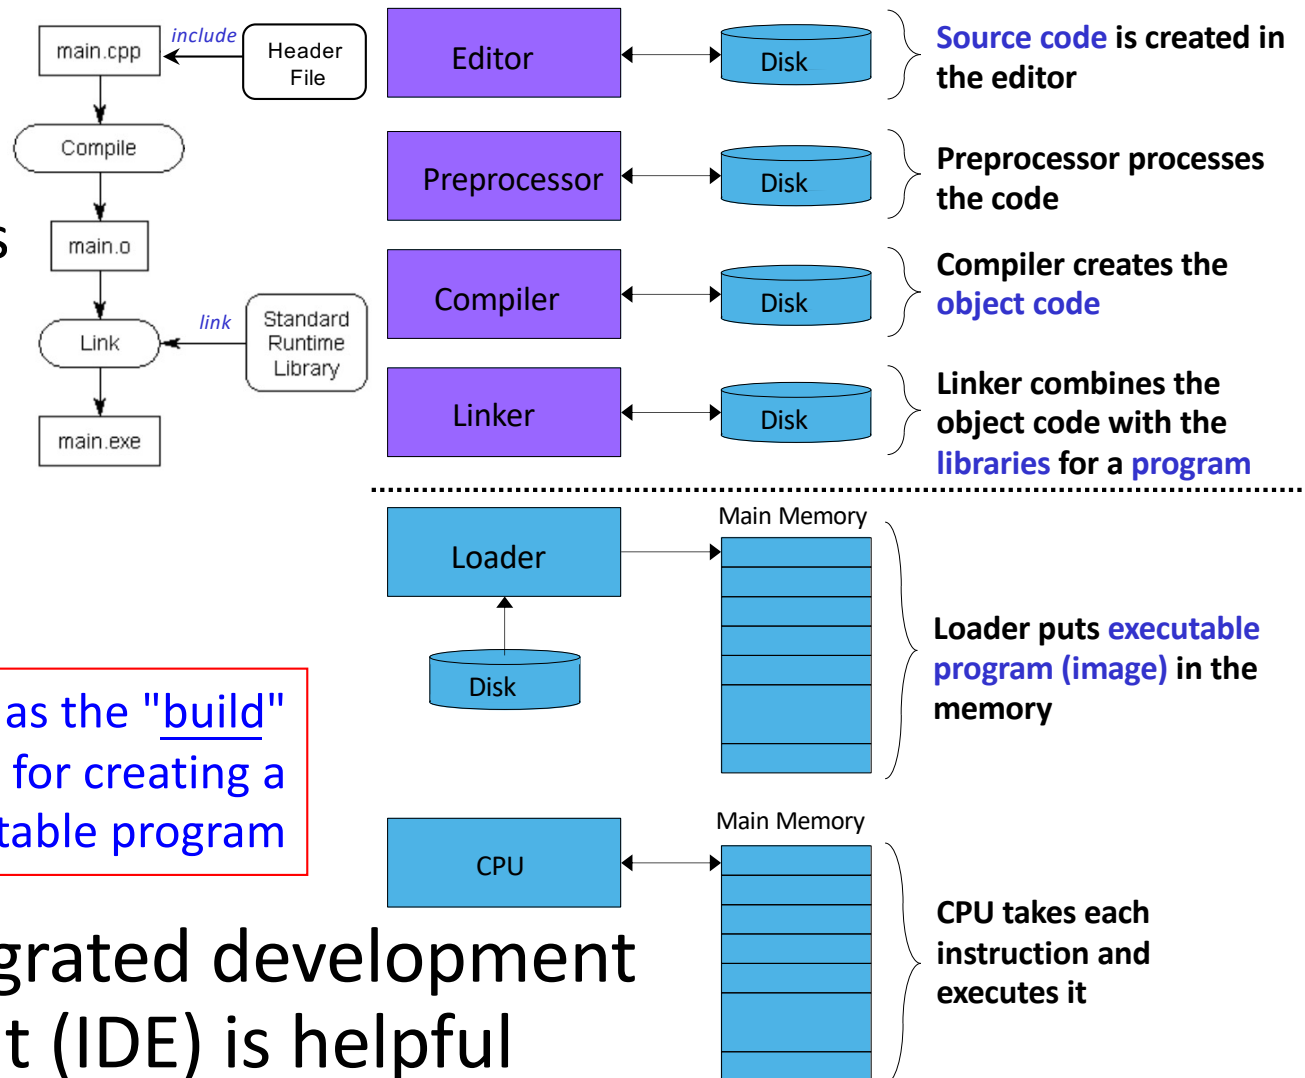 main.cpp
include
Header
File
Compile
s
main.o
Link
link
Standard
Runtime
Library
main.exe
Editor
Disk
Source code is created in
the editor
Preprocessor
Disk
Preprocessor processes
the code
Compiler
Disk
Compiler creates the
object code
Linker
Disk
Linker combines the
object code with the
libraries for a program
Loader
Disk
Main Memory
Loader puts executable
program (image) in the
memory
as the "build"
for creating a
table program
CPU
Main Memory
CPU takes each
instruction and
executes it
grated development
t (IDE) is helpful